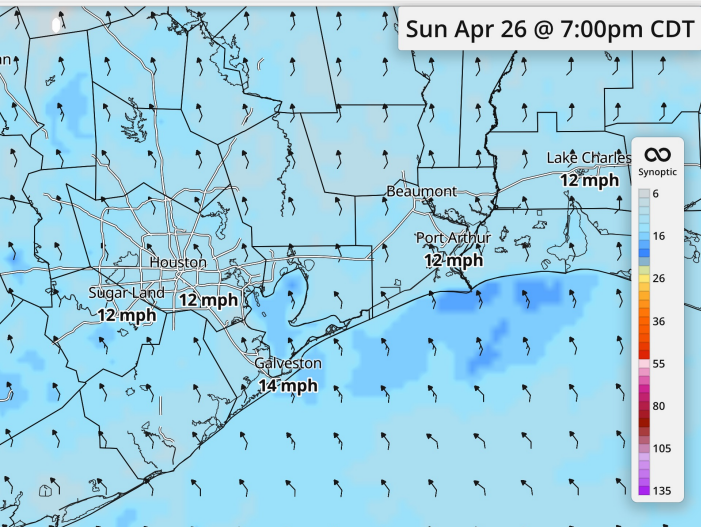 Sun Apr 26 @ 7:00pm CDT
an
Lake Charles
12 mph
Synoptic
6
16
26
36
55
80
105
135
Beaumont
Port Arthur
12 mph
Houston
12 mph
Sugar Land
12 mph
Galveston
14 mph